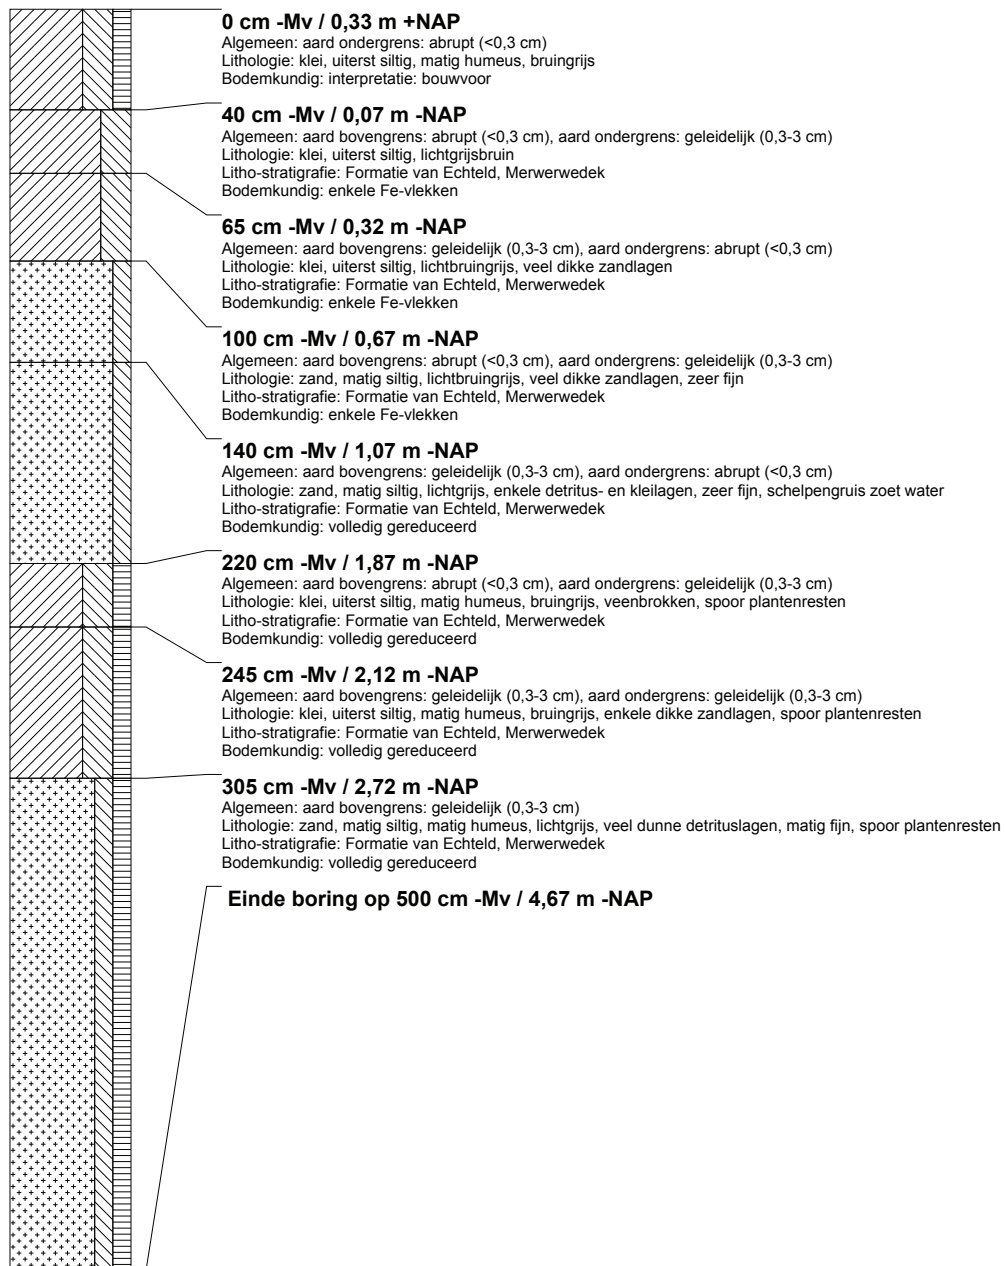 0 cm -Mv / 0,33 m +NAP
Algemeen: aard ondergrens: abrupt (<0,3 cm)
Lithologie: klei, uiterst siltig, matig humeus, bruingrijs
Bodemkundig: interpretatie: bouwvoor
40 cm -Mv / 0,07 m -NAP
Algemeen: aard bovengrens: abrupt (<0,3 cm), aard ondergrens: geleidelijk (0,3-3 cm)
Lithologie: klei, uiterst siltig, lichtgrijsbruin
Litho-stratigrafie: Formatie van Echteld, Merwerwedek
Bodemkundig: enkele Fe-vlekken
65 cm -Mv / 0,32 m -NAP
Algemeen: aard bovengrens: geleidelijk (0,3-3 cm), aard ondergrens: abrupt (<0,3 cm)
Lithologie: klei, uiterst siltig, lichtbruingrijs, veel dikke zandlagen
Litho-stratigrafie: Formatie van Echteld, Merwerwedek
Bodemkundig: enkele Fe-vlekken
100 cm -Mv / 0,67 m -NAP
Algemeen: aard bovengrens: abrupt (<0,3 cm), aard ondergrens: geleidelijk (0,3-3 cm)
Lithologie: zand, matig siltig, lichtbruingrijs, veel dikke zandlagen, zeer fijn
Litho-stratigrafie: Formatie van Echteld, Merwerwedek
Bodemkundig: enkele Fe-vlekken
140 cm -Mv / 1,07 m -NAP
Algemeen: aard bovengrens: geleidelijk (0,3-3 cm), aard ondergrens: abrupt (<0,3 cm)
Lithologie: zand, matig siltig, lichtgrijs, enkele detritus- en kleilagen, zeer fijn, schelpengruis zoet water
Litho-stratigrafie: Formatie van Echteld, Merwerwedek
Bodemkundig: volledig gereduceerd
220 cm -Mv / 1,87 m -NAP
Algemeen: aard bovengrens: abrupt (<0,3 cm), aard ondergrens: geleidelijk (0,3-3 cm)
Lithologie: klei, uiterst siltig, matig humeus, bruingrijs, veenbrokken, spoor plantenresten
Litho-stratigrafie: Formatie van Echteld, Merwerwedek
Bodemkundig: volledig gereduceerd
245 cm -Mv / 2,12 m -NAP
Algemeen: aard bovengrens: geleidelijk (0,3-3 cm), aard ondergrens: geleidelijk (0,3-3 cm)
Lithologie: klei, uiterst siltig, matig humeus, bruingrijs, enkele dikke zandlagen, spoor plantenresten
Litho-stratigrafie: Formatie van Echteld, Merwerwedek
Bodemkundig: volledig gereduceerd
305 cm -Mv / 2,72 m -NAP
Algemeen: aard bovengrens: geleidelijk (0,3-3 cm)
Lithologie: zand, matig siltig, matig humeus, lichtgrijs, veel dunne detrituslagen, matig fijn, spoor plantenresten
Litho-stratigrafie: Formatie van Echteld, Merwerwedek
Bodemkundig: volledig gereduceerd
Einde boring op 500 cm -Mv / 4,67 m -NAP